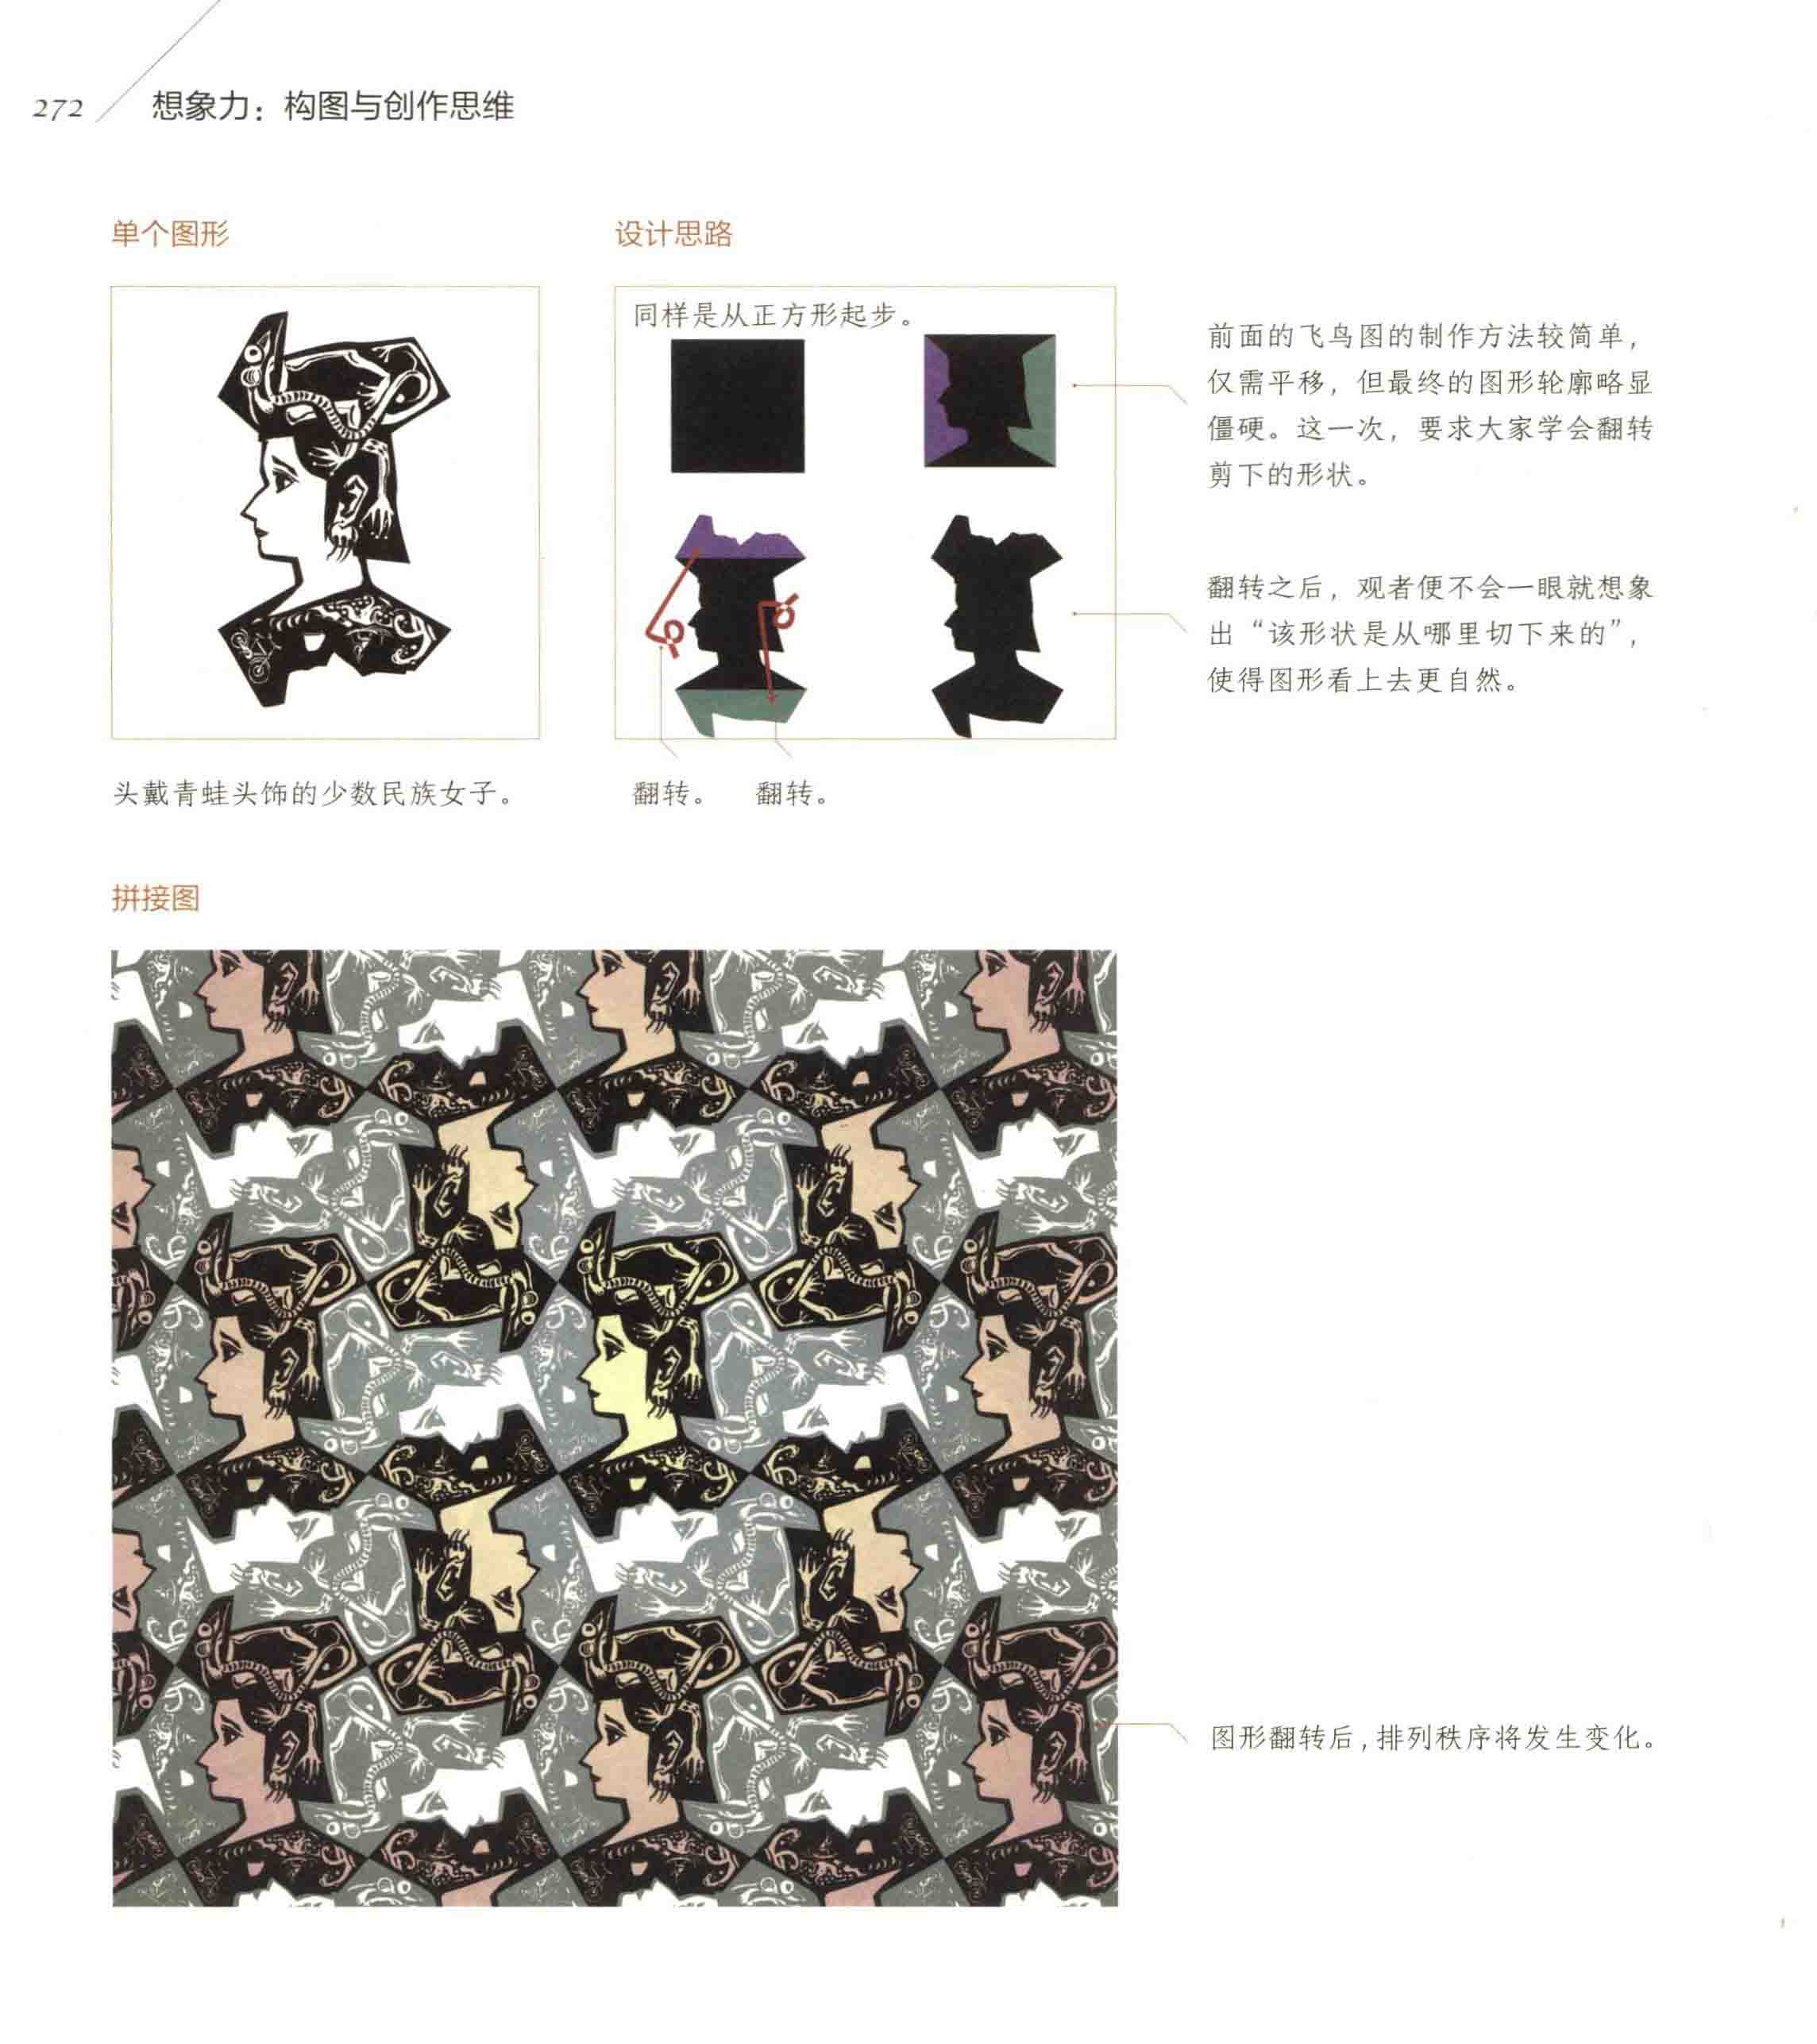 272
想象力：构图与创作思维
单个图形
设计思路
同样是从正方形起步。
前面的飞鸟图的制作方法较简单，
仅需平移，但最终的图形轮廓略显
僵硬。这一次，要求大家学会翻转
剪下的形状。
翻转之后，观者便不会一眼就想象
出“该形状是从哪里切下来的”，
使得图形看上去更自然。
头戴青蛙头饰的少数民族女子。
翻转。
翻转。
拼接图
图形翻转后，排列秩序将发生变化。